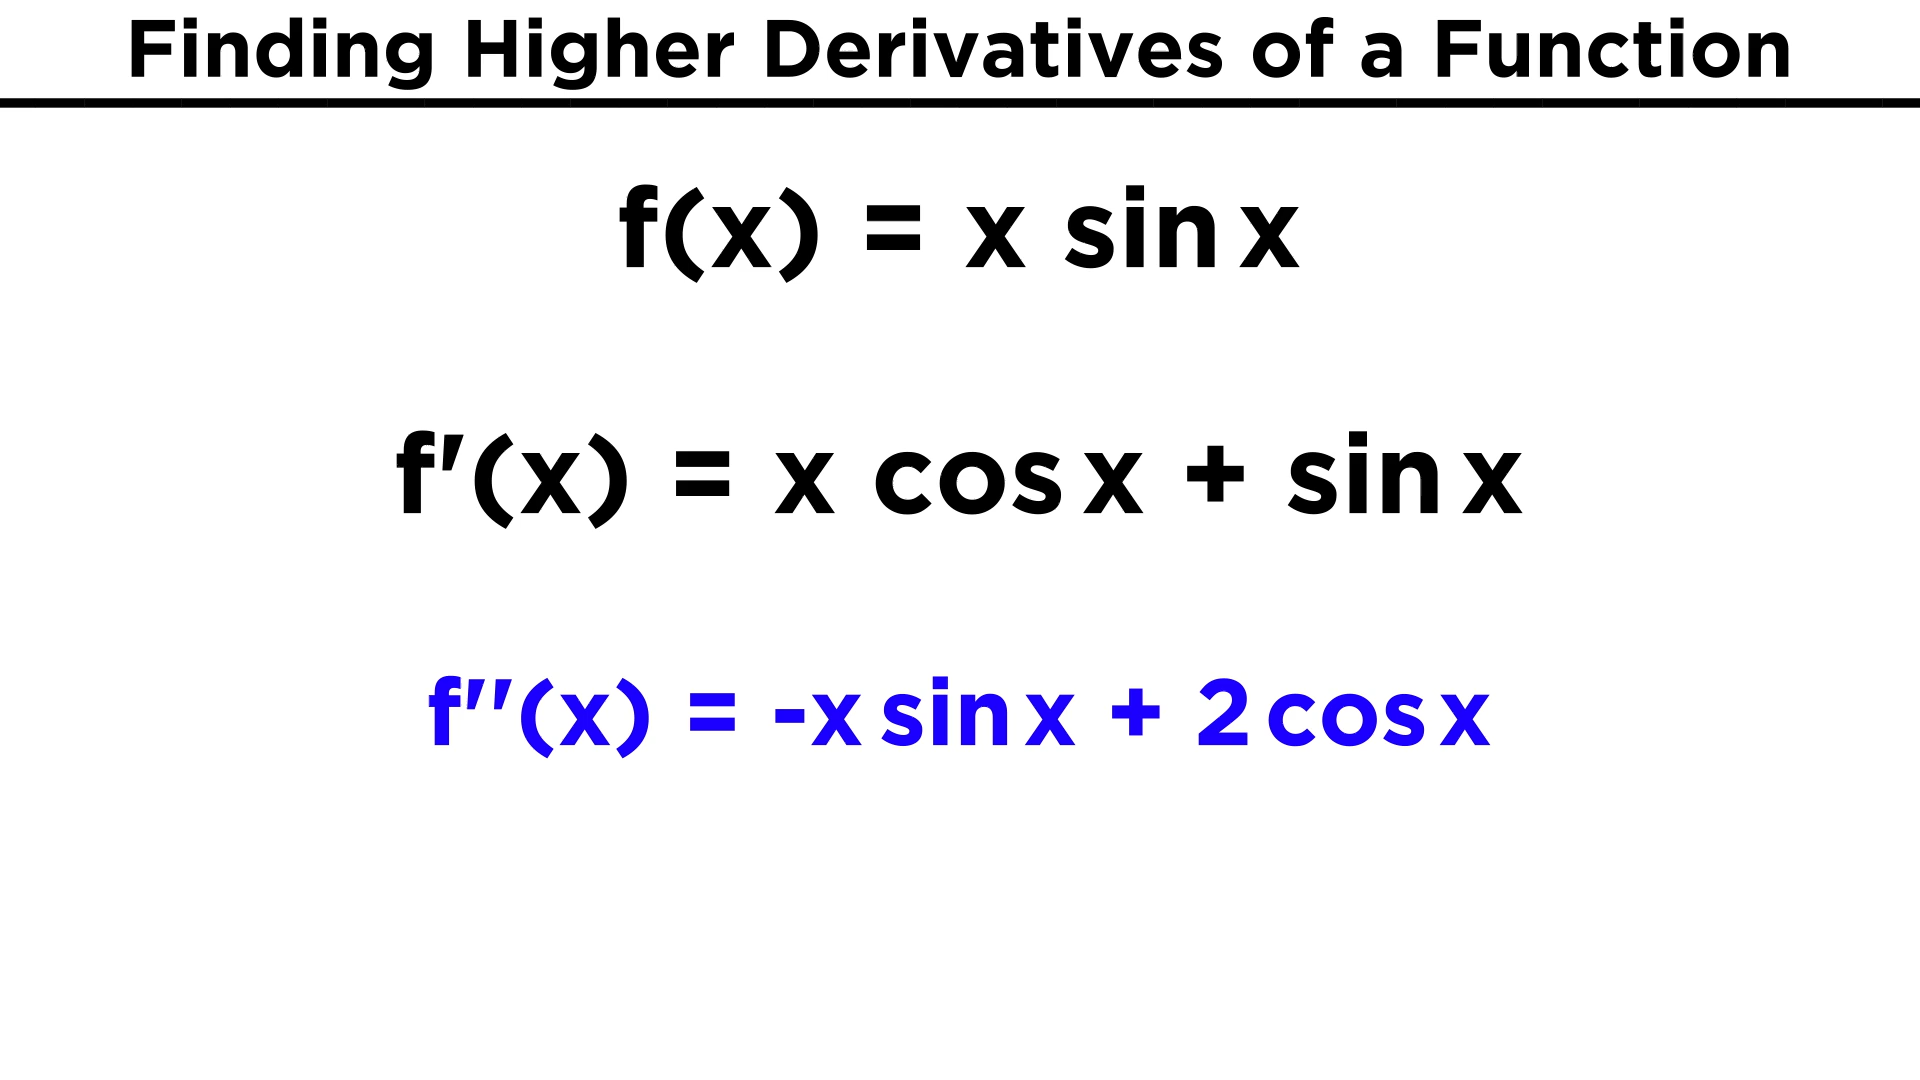 Finding Higher Derivatives of a Function
f(x) = x sin x
f'(x) = x cos x + sin x
f''(x) = -x sin x + 2 cos x